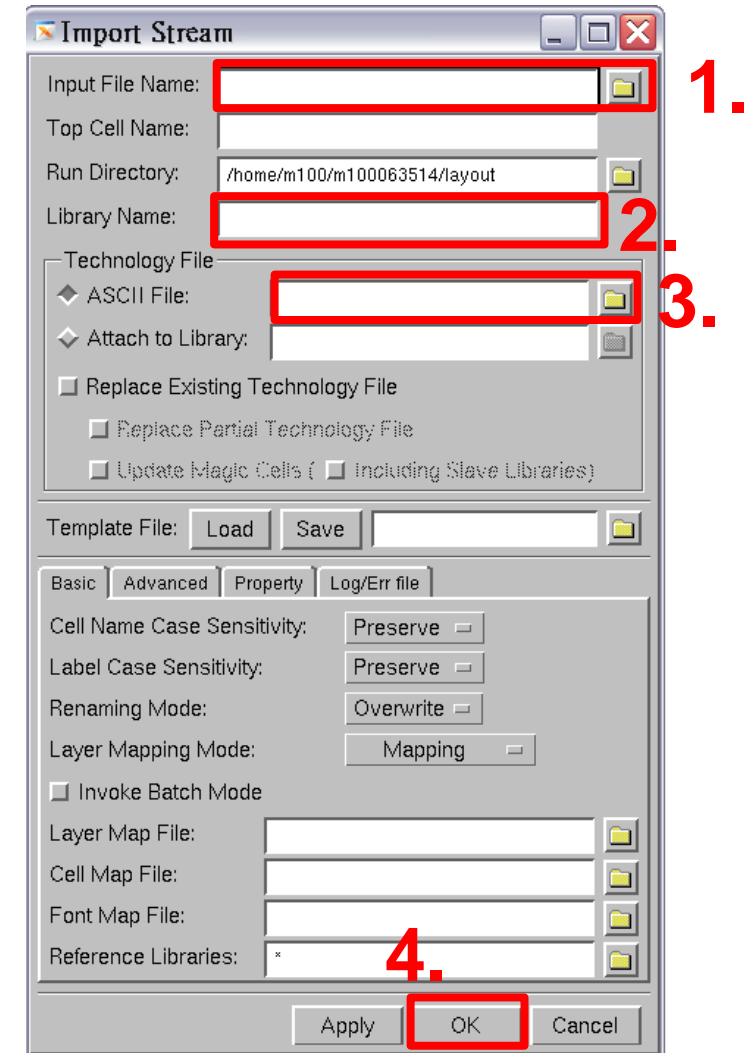 Import Stream
Input File Name:
1.
Top Cell Name:
Run Directory: /home/m100/m100063514/layout
Library Name:
2.
Technology File
ASCII File:
3.
Attach to Library:
Replace Existing Technology File
Replace Partial Technology File
Update Magic Cells ( Including Slave Libraries)
Template File: Load Save
Basic Advanced Property Log/Err file
Cell Name Case Sensitivity: Preserve
Label Case Sensitivity: Preserve
Renaming Mode: Overwrite
Layer Mapping Mode: Mapping
Invoke Batch Mode
Layer Map File:
Cell Map File:
Font Map File:
Reference Libraries: *
4.
Apply OK Cancel